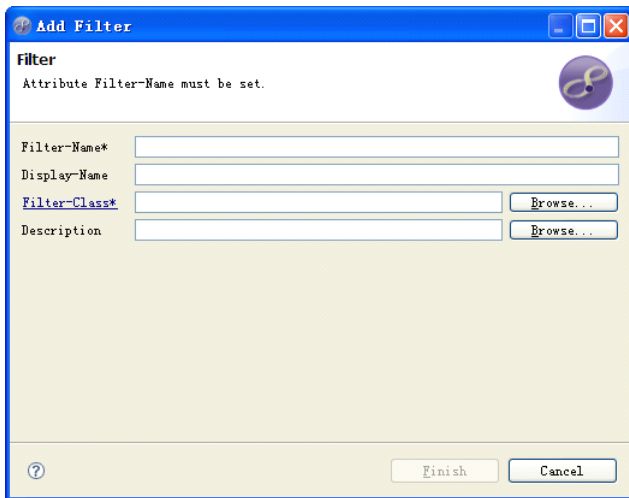 Add Filter
Filter
Attribute Filter-Name must be set.
Filter-Name*
Display-Name
Filter-Class* Browse...
Description Browse...
Finish Cancel